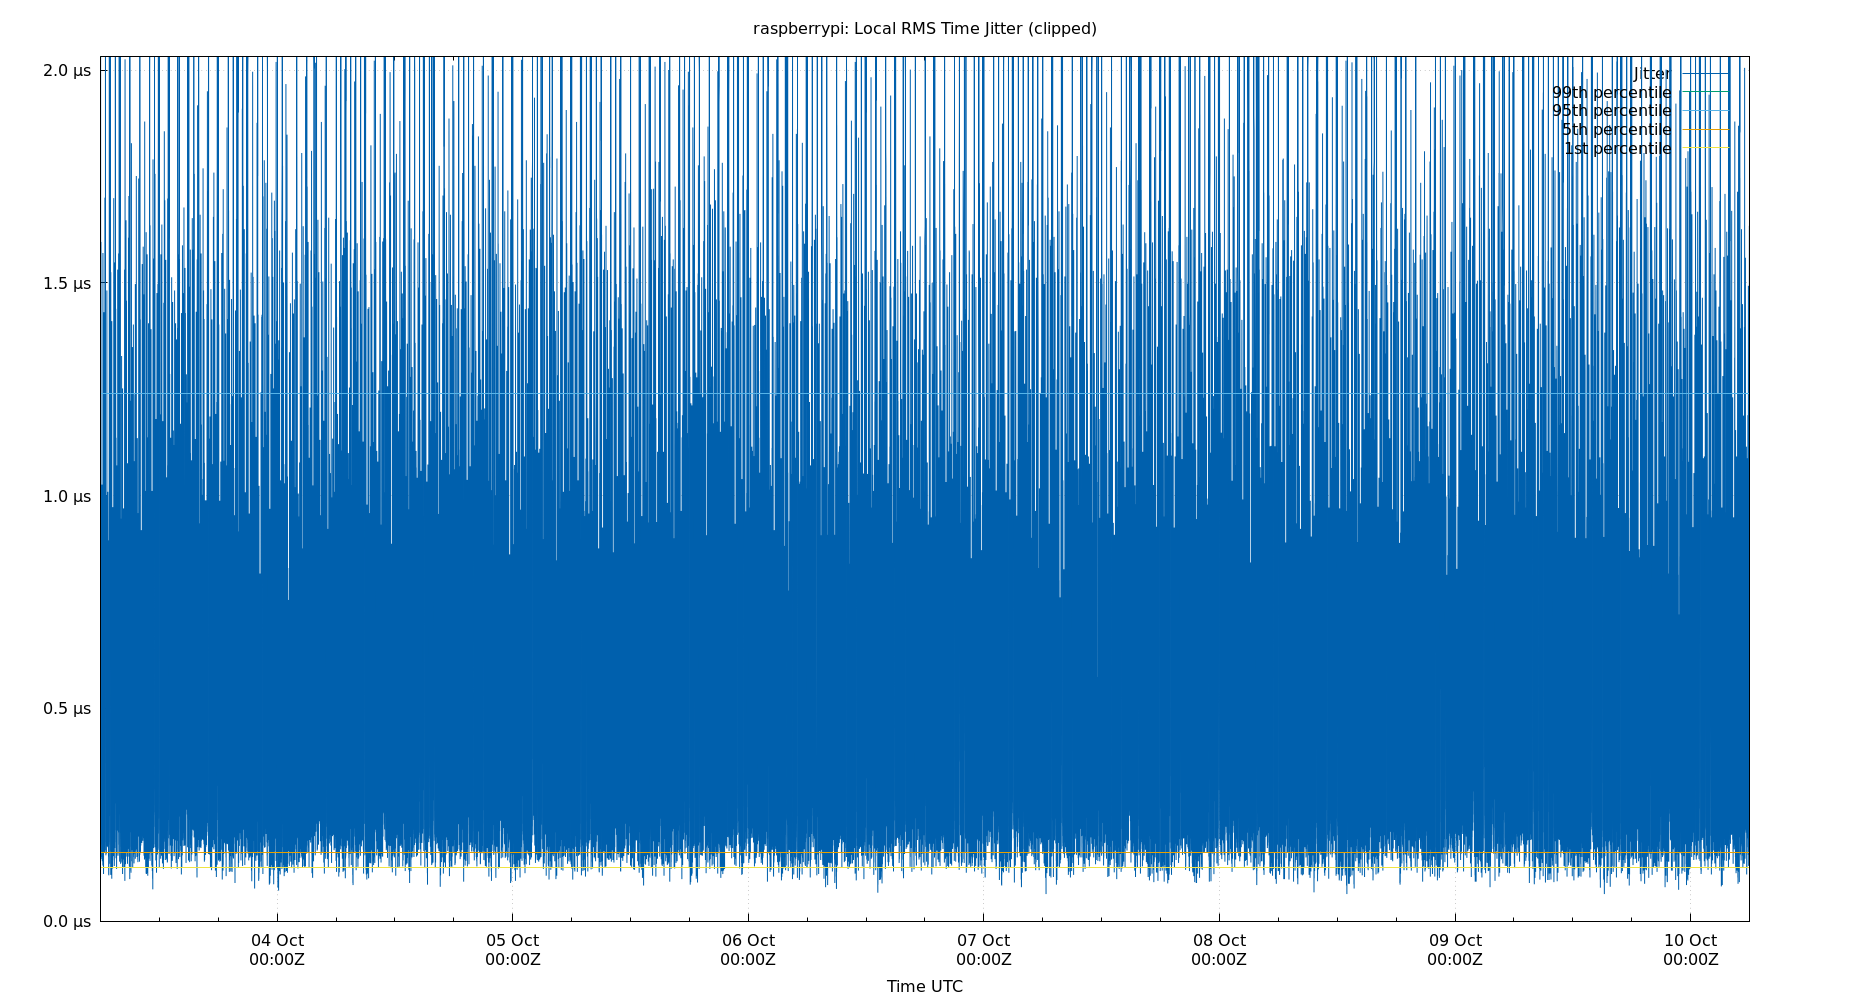 raspberrypi: Local RMS Time Jitter (clipped)
2.0 µs
1.5 µs
1.0 µs
0.5 µs
0.0 µs
Jitter
99th percentile
95th percentile
5th percentile
1st percentile
04 Oct
00:00Z
05 Oct
00:00Z
06 Oct
00:00Z
07 Oct
00:00Z
08 Oct
00:00Z
09 Oct
00:00Z
10 Oct
00:00Z
Time UTC